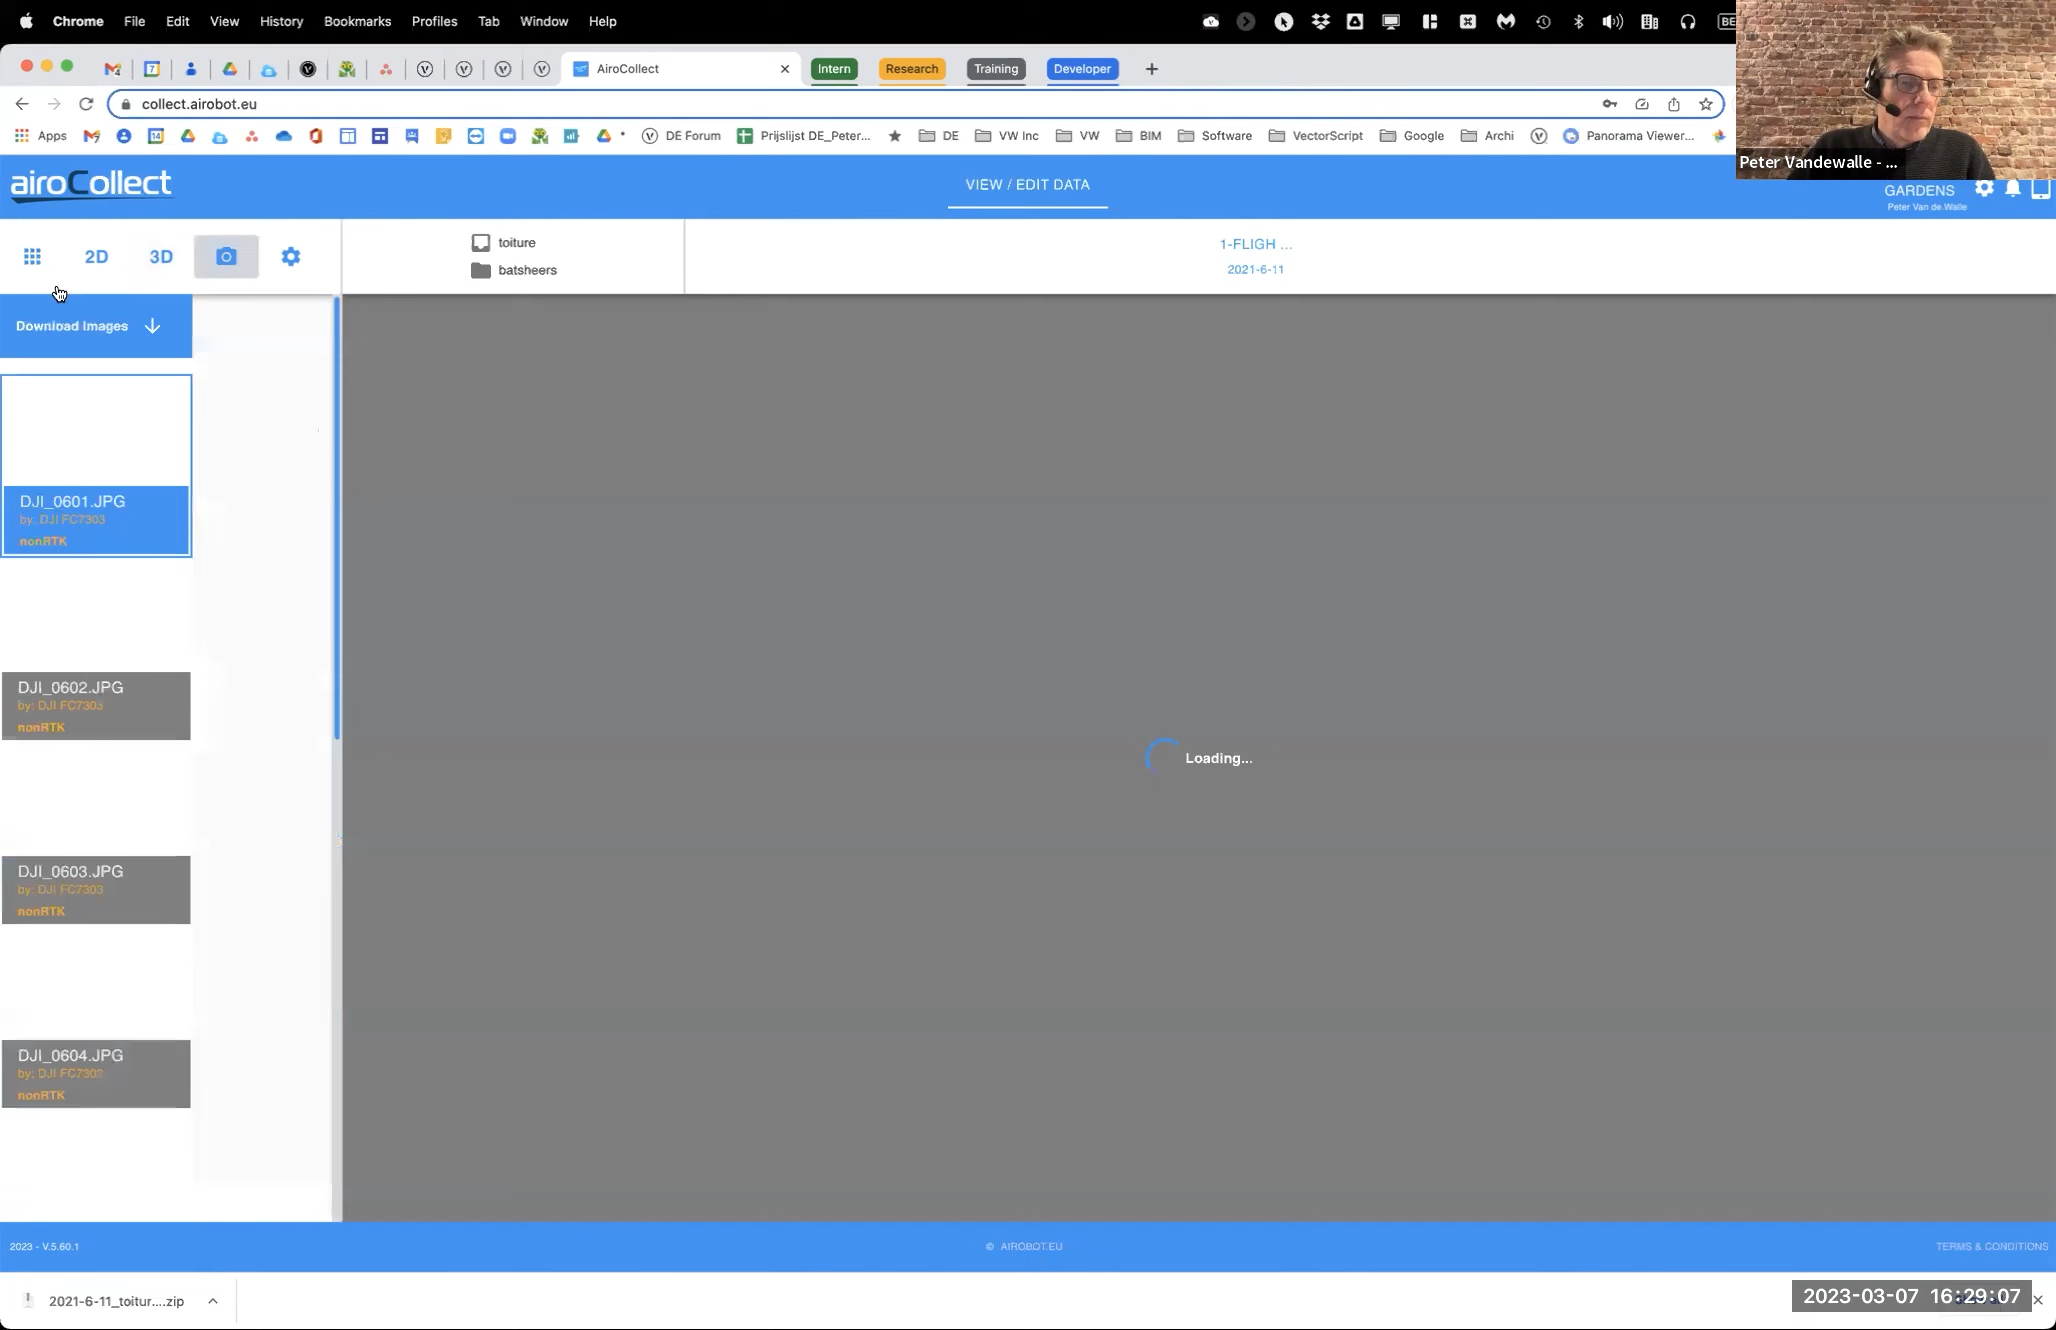 Chrome File Edit View History Bookmarks Profiles Tab Window Help
BE
AiroCollect
Intern
Research
Training
Developer
collect.airobot.eu
Apps
DE Forum
Prijslijst DE_Peter...
DE
VW Inc
VW
BIM
Software
VectorScript
Google
Archi
Panorama Viewer...
Peter Vandewalle - ...
airoCollect
VIEW / EDIT DATA
GARDENS
Peter Van de Walle
2D
3D
toiture
batsheers
1-FLIGH ...
2021-6-11
Download Images
DJI_0601.JPG
by: DJI FC7303
nonRTK
DJI_0602.JPG
by: DJI FC7303
nonRTK
DJI_0603.JPG
by: DJI FC7303
nonRTK
DJI_0604.JPG
by: DJI FC7303
nonRTK
Loading...
2023 - V.5.60.1
© AIROBOT.EU
TERMS & CONDITIONS
2021-6-11_toitur....zip
2023-03-07 16:29:07